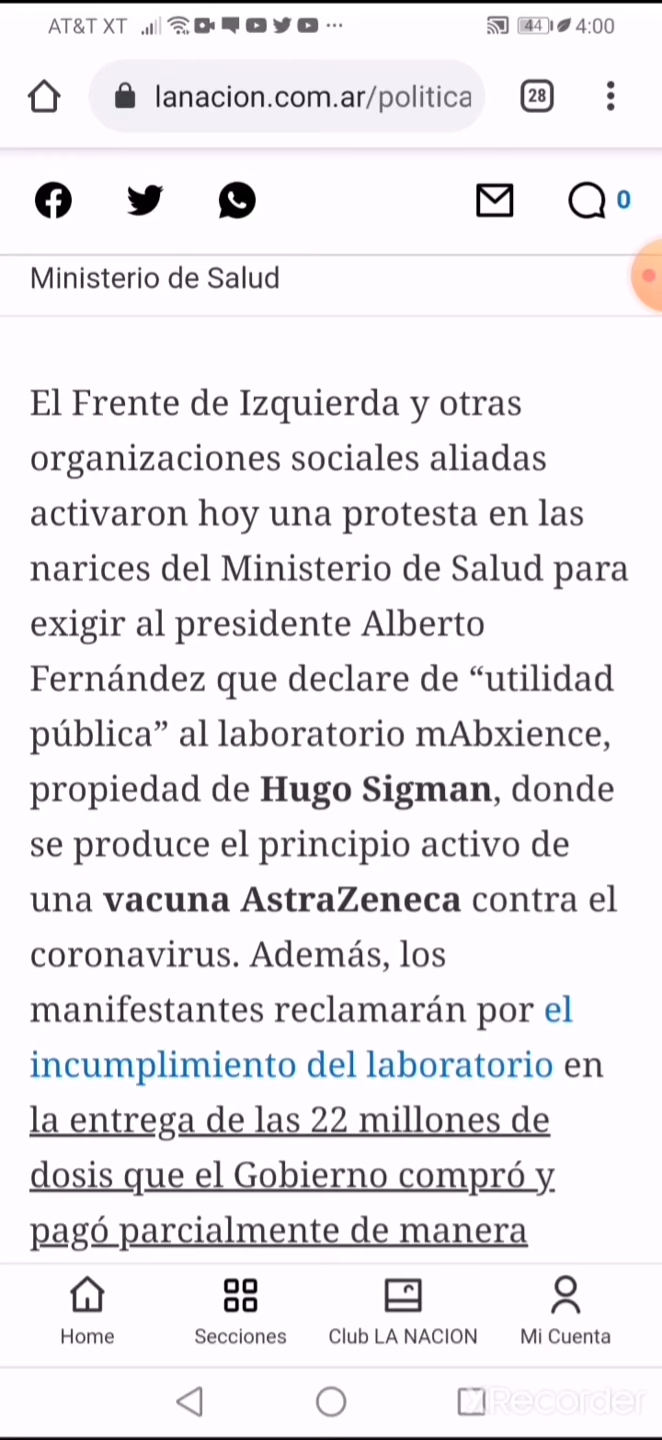 AT&T XT 44 4:00
lanacion.com.ar/politica 28
0
Ministerio de Salud
El Frente de Izquierda y otras
organizaciones sociales aliadas
activaron hoy una protesta en las
narices del Ministerio de Salud para
exigir al presidente Alberto
Fernández que declare de “utilidad
pública” al laboratorio mAbxience,
propiedad de Hugo Sigman, donde
se produce el principio activo de
una vacuna AstraZeneca contra el
coronavirus. Además, los
manifestantes reclamarán por el
incumplimiento del laboratorio en
la entrega de las 22 millones de
dosis que el Gobierno compró y
pagó parcialmente de manera
Home Secciones Club LA NACION Mi Cuenta
XRecorder